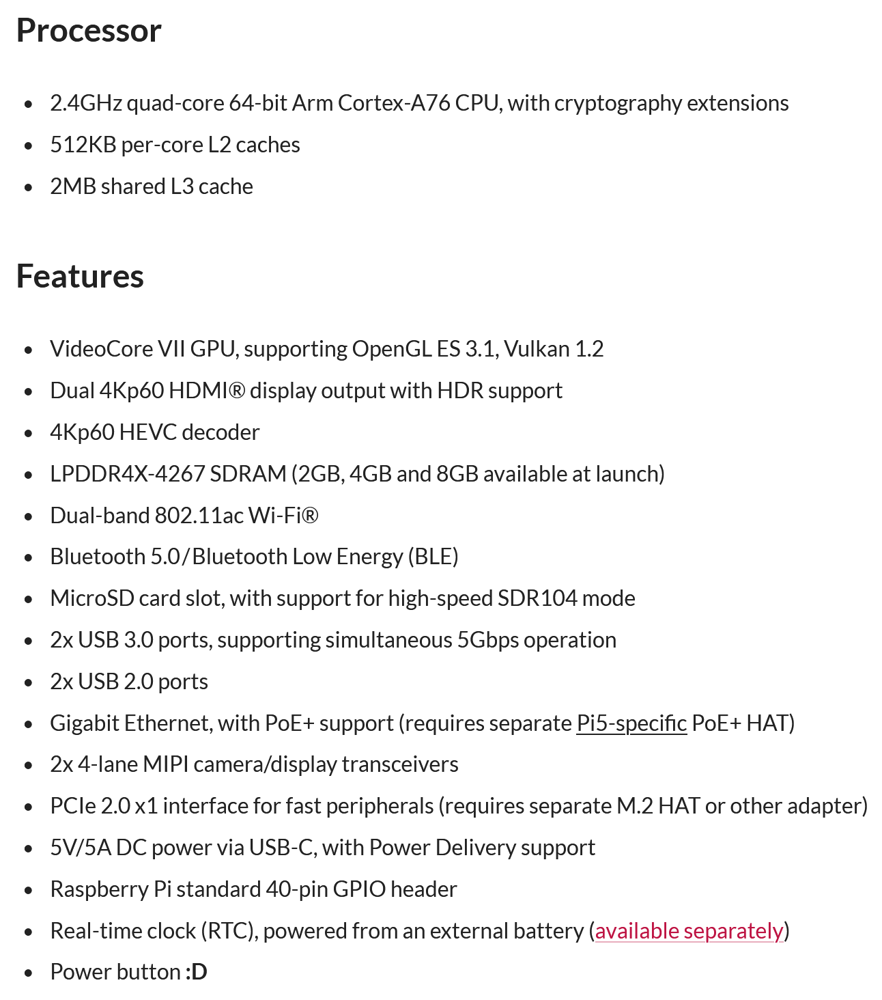 Processor
• 2.4GHz quad-core 64-bit Arm Cortex-A76 CPU, with cryptography extensions
• 512KB per-core L2 caches
• 2MB shared L3 cache
Features
• VideoCore VII GPU, supporting OpenGL ES 3.1, Vulkan 1.2
• Dual 4Kp60 HDMI® display output with HDR support
• 4Kp60 HEVC decoder
• LPDDR4X-4267 SDRAM (2GB, 4GB and 8GB available at launch)
• Dual-band 802.11ac Wi-Fi®
• Bluetooth 5.0/Bluetooth Low Energy (BLE)
• MicroSD card slot, with support for high-speed SDR104 mode
• 2x USB 3.0 ports, supporting simultaneous 5Gbps operation
• 2x USB 2.0 ports
• Gigabit Ethernet, with PoE+ support (requires separate Pi5-specific PoE+ HAT)
• 2x 4-lane MIPI camera/display transceivers
• PCIe 2.0 x1 interface for fast peripherals (requires separate M.2 HAT or other adapter)
• 5V/5A DC power via USB-C, with Power Delivery support
• Raspberry Pi standard 40-pin GPIO header
• Real-time clock (RTC), powered from an external battery (available separately)
• Power button :D